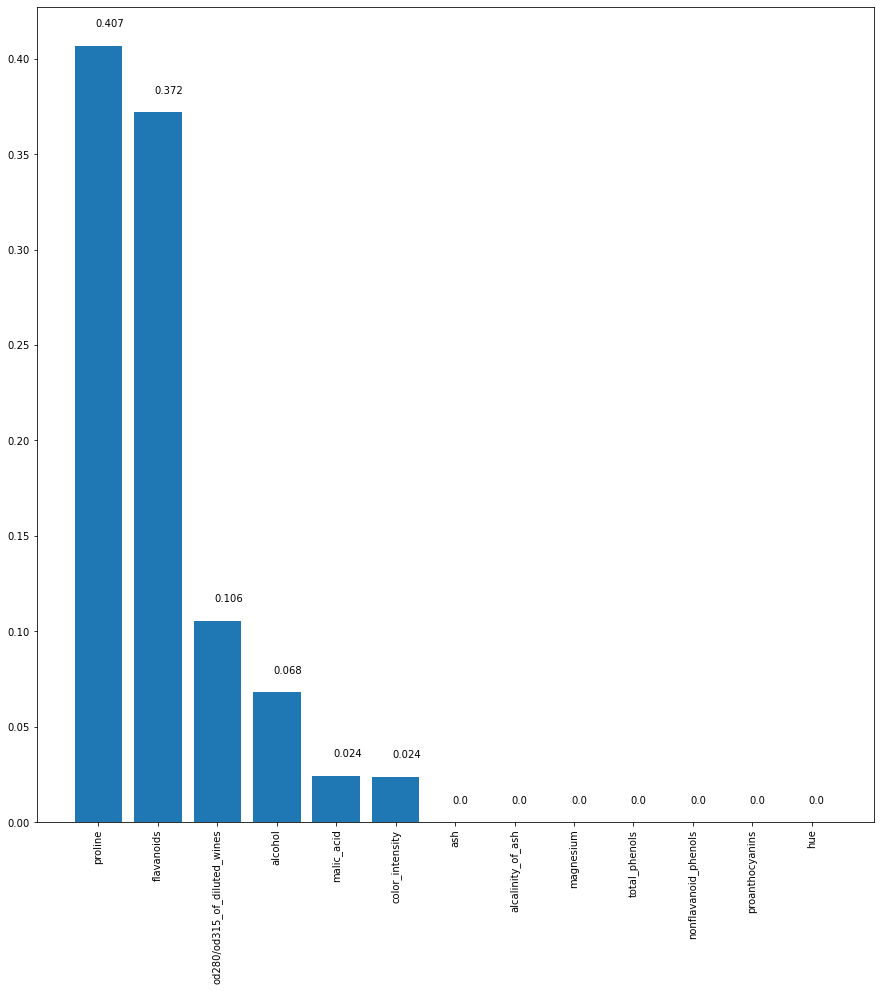 0.407
0.372
0.106
0.068
0.024
0.024
0.0
0.0
0.0
0.0
0.0
0.0
0.0
0.40
0.35
0.30
0.25
0.20
0.15
0.10
0.05
0.00
proline
flavanoids
od280/od315_of_diluted_wines
alcohol
malic_acid
color_intensity
ash
alcalinity_of_ash
magnesium
total_phenols
nonflavanoid_phenols
proanthocyanins
hue